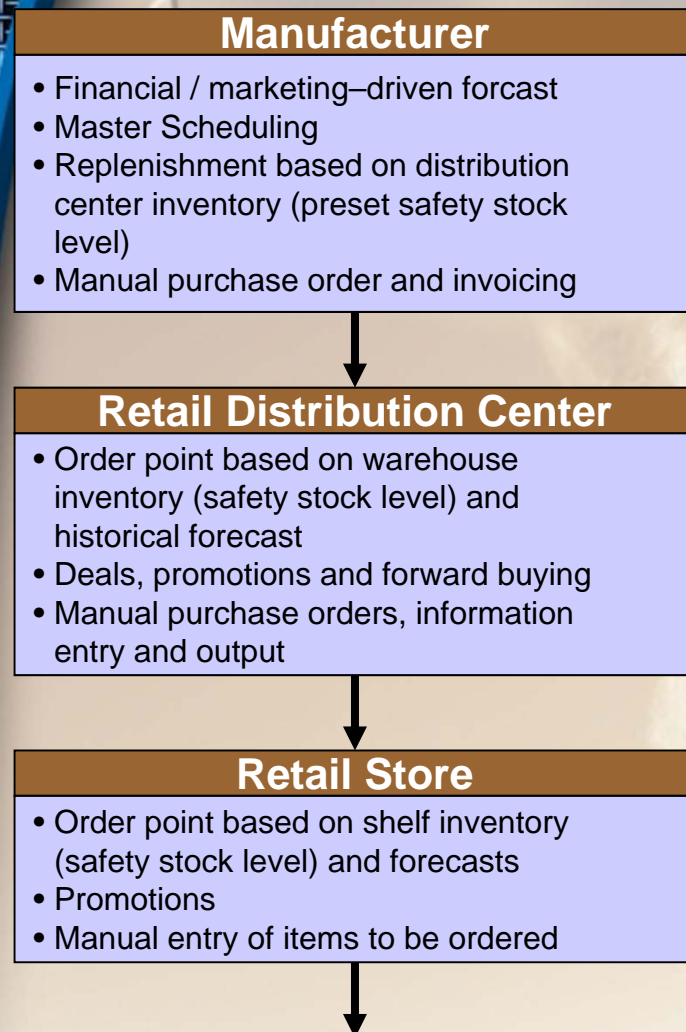 Manufacturer
• Financial / marketing–driven forcast
• Master Scheduling
• Replenishment based on distribution
center inventory (preset safety stock
level)
• Manual purchase order and invoicing
Retail Distribution Center
• Order point based on warehouse
inventory (safety stock level) and
historical forecast
• Deals, promotions and forward buying
• Manual purchase orders, information
entry and output
Retail Store
• Order point based on shelf inventory
(safety stock level) and forecasts
• Promotions
• Manual entry of items to be ordered